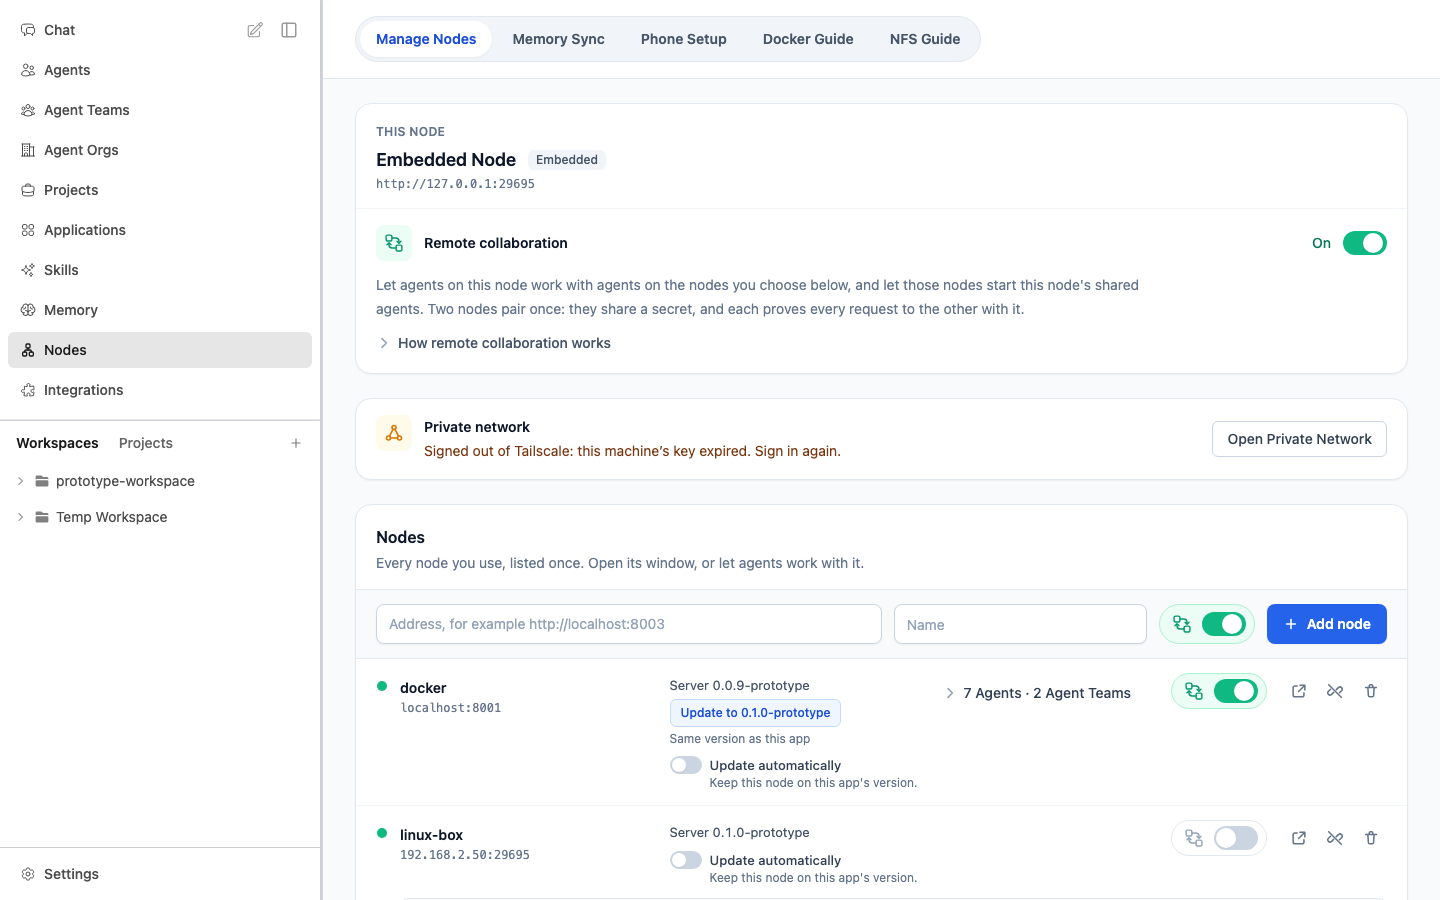 Chat
Agents
Agent Teams
Agent Orgs
Projects
Applications
Skills
Memory
Nodes
Integrations
Workspaces Projects
prototype-workspace
Temp Workspace
Settings
Manage Nodes Memory Sync Phone Setup Docker Guide NFS Guide
THIS NODE
Embedded Node Embedded
http://127.0.0.1:29695
Remote collaboration On
Let agents on this node work with agents on the nodes you choose below, and let those nodes start this node's shared
agents. Two nodes pair once: they share a secret, and each proves every request to the other with it.
How remote collaboration works
Private network
Signed out of Tailscale: this machine’s key expired. Sign in again.
Open Private Network
Nodes
Every node you use, listed once. Open its window, or let agents work with it.
Address, for example http://localhost:8003 Name Add node
docker
localhost:8001
Server 0.0.9-prototype
Update to 0.1.0-prototype
Same version as this app
Update automatically
Keep this node on this app's version.
7 Agents · 2 Agent Teams
linux-box
192.168.2.50:29695
Server 0.1.0-prototype
Update automatically
Keep this node on this app's version.